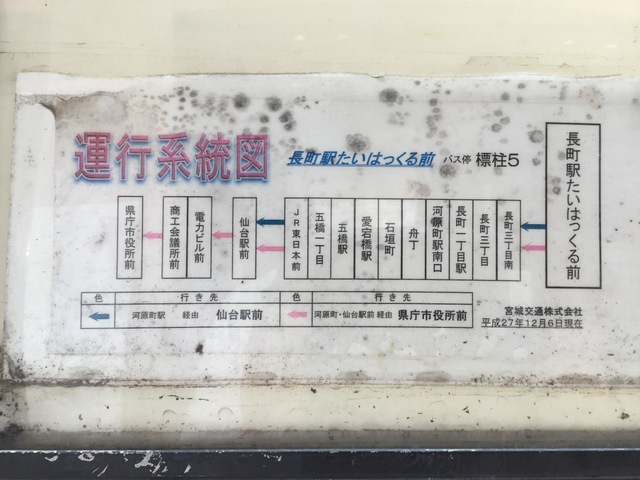 運行系統図
長町駅たいはっくる前 バス停 標柱5
長町駅たいはっくる前
長町三丁目南
長町三丁目
長町一丁目駅
河原町駅南口
舟丁
石垣町
愛宕橋駅
五橋駅
五橋一丁目
JR東日本前
仙台駅前
電力ビル前
商工会議所前
県庁市役所前
色 行き先 色 行き先
河原町駅 経由 仙台駅前 河原町・仙台駅前 経由 県庁市役所前
宮城交通株式会社
平成27年12月6日現在